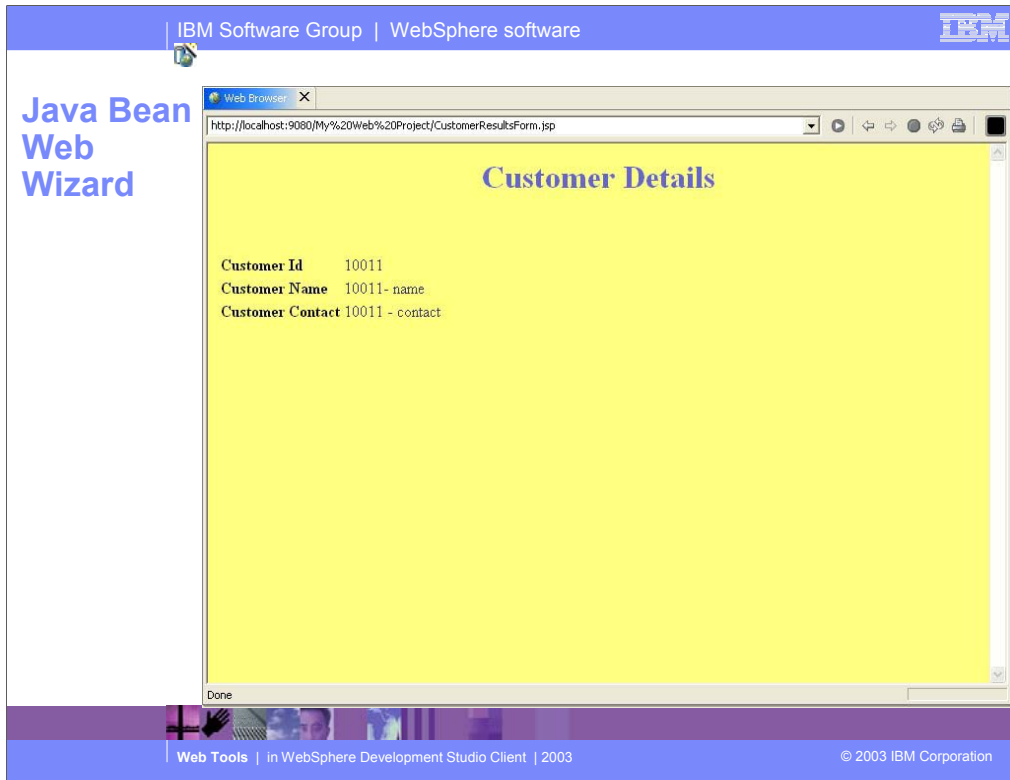 IBM Software Group | WebSphere software
IBM
Java Bean
Web
Wizard
Web Browser
http://localhost:9080/My%20Web%20Project/CustomerResultsForm.jsp
Customer Details
Customer Id 10011
Customer Name 10011- name
Customer Contact 10011 - contact
Done
Web Tools | in WebSphere Development Studio Client | 2003
© 2003 IBM Corporation